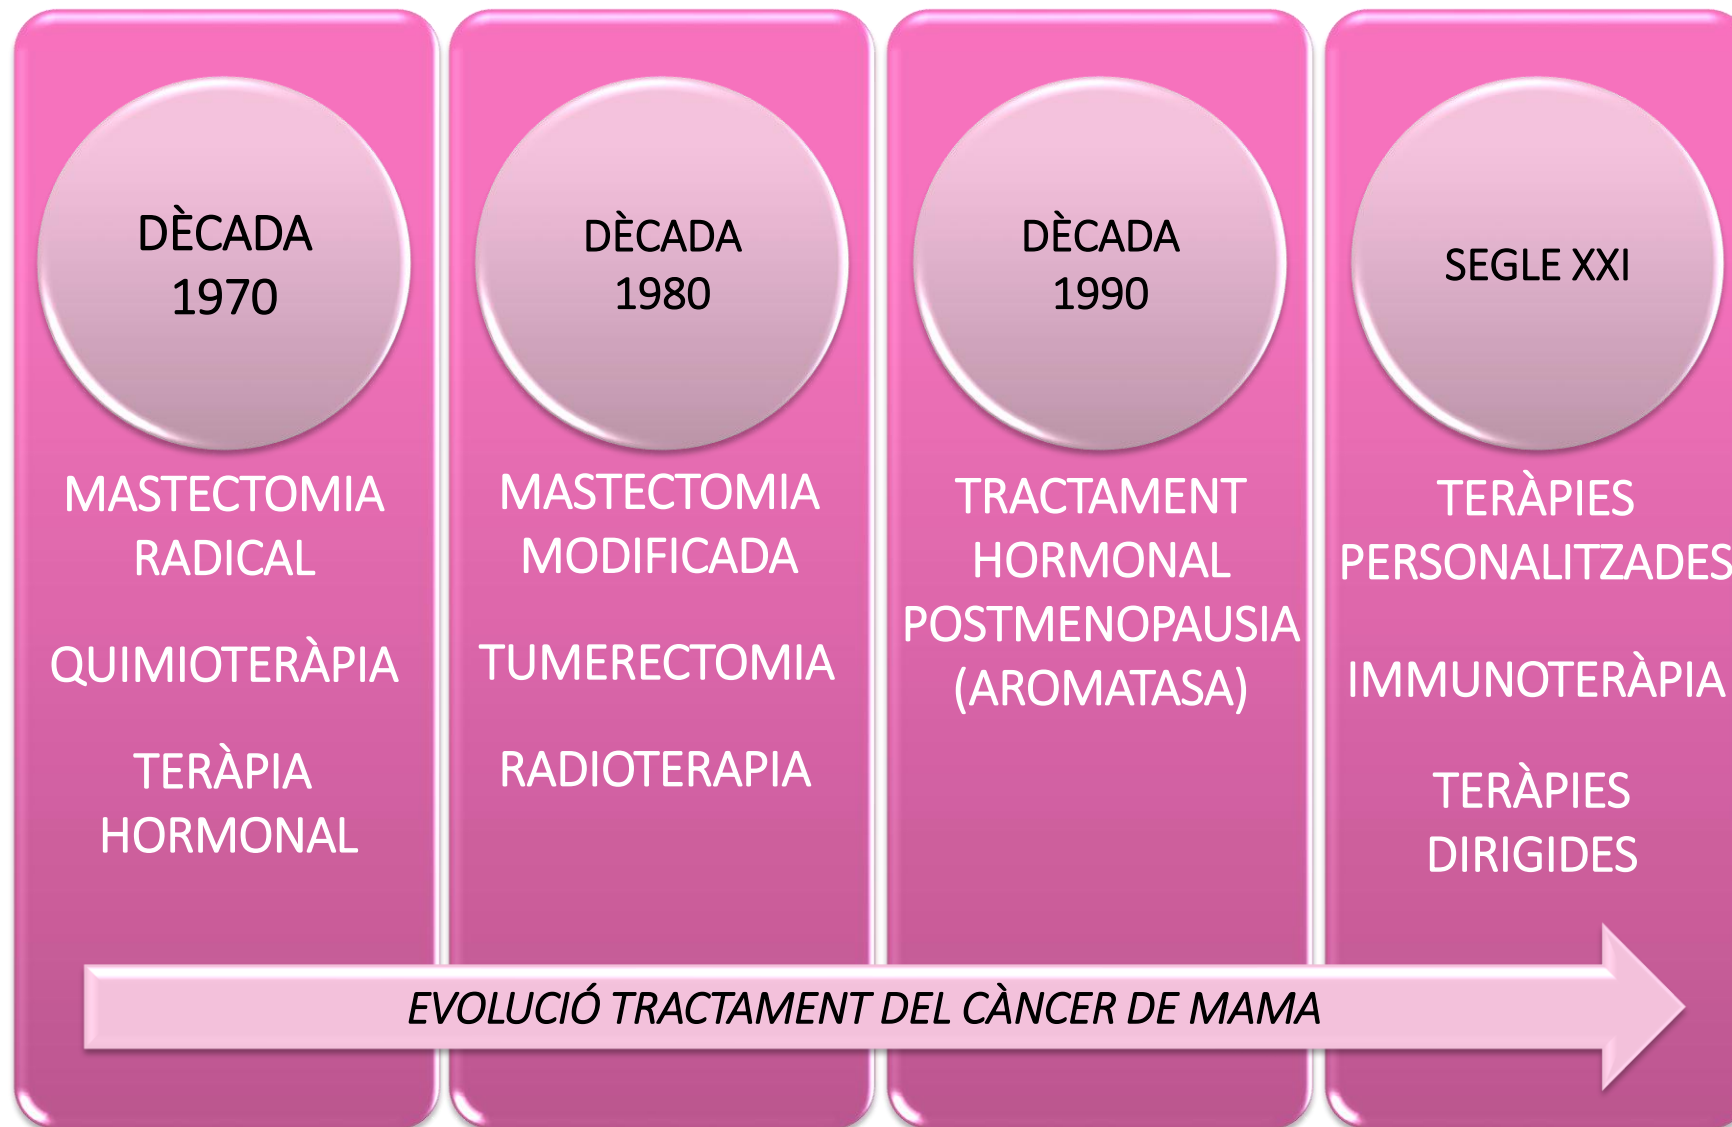 DÈCADA
1970
MASTECTOMIA
RADICAL
QUIMIOTERÀPIA
TERÀPIA
HORMONAL
DÈCADA
1980
MASTECTOMIA
MODIFICADA
TUMERECTOMIA
RADIOTERAPIA
DÈCADA
1990
TRACTAMENT
HORMONAL
POSTMENOPAUSIA
(AROMATASA)
SEGLE XXI
TERÀPIES
PERSONALITZADES
IMMUNOTERÀPIA
TERÀPIES
DIRIGIDES
EVOLUCIÓ TRACTAMENT DEL CÀNCER DE MAMA